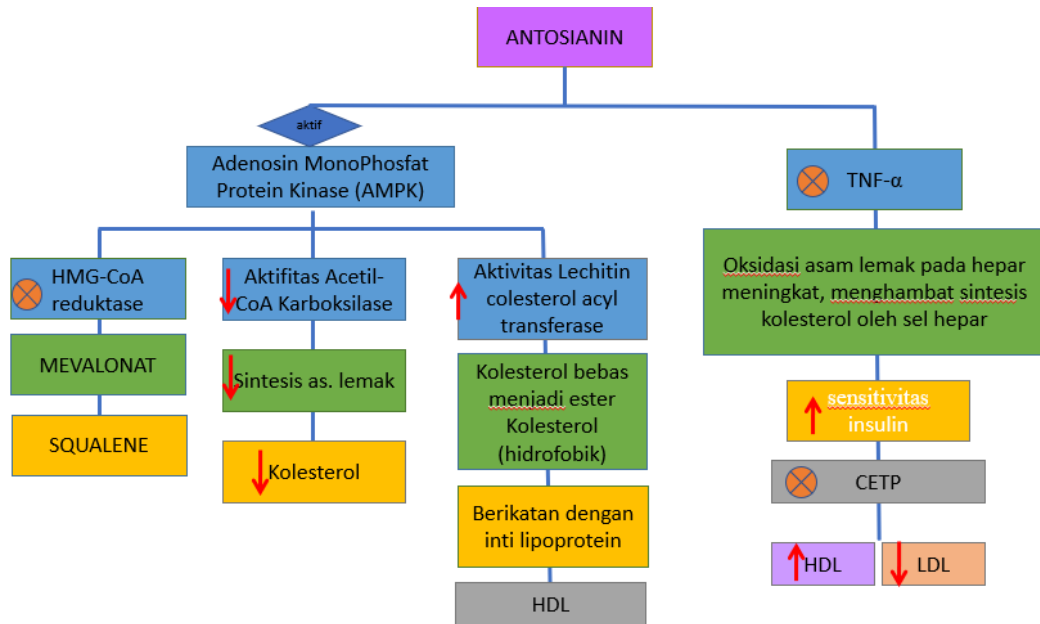 ANTOSIANIN
aktif
Adenosin MonoPhosfat
Protein Kinase (AMPK)
HMG-CoA
reduktase
MEVALONAT
SQUALENE
Aktifitas Acetil-
CoA Karboksilase
Sintesis as. lemak
Kolesterol
Aktivitas Lechitin
colesterol acyl
transferase
Kolesterol bebas
menjadi ester
Kolesterol
(hidrofobik)
Berikatan dengan
inti lipoprotein
HDL
TNF-α
Oksidasi asam lemak pada hepar
meningkat, menghambat sintesis
kolesterol oleh sel hepar
sensitivitas
insulin
CETP
HDL
LDL